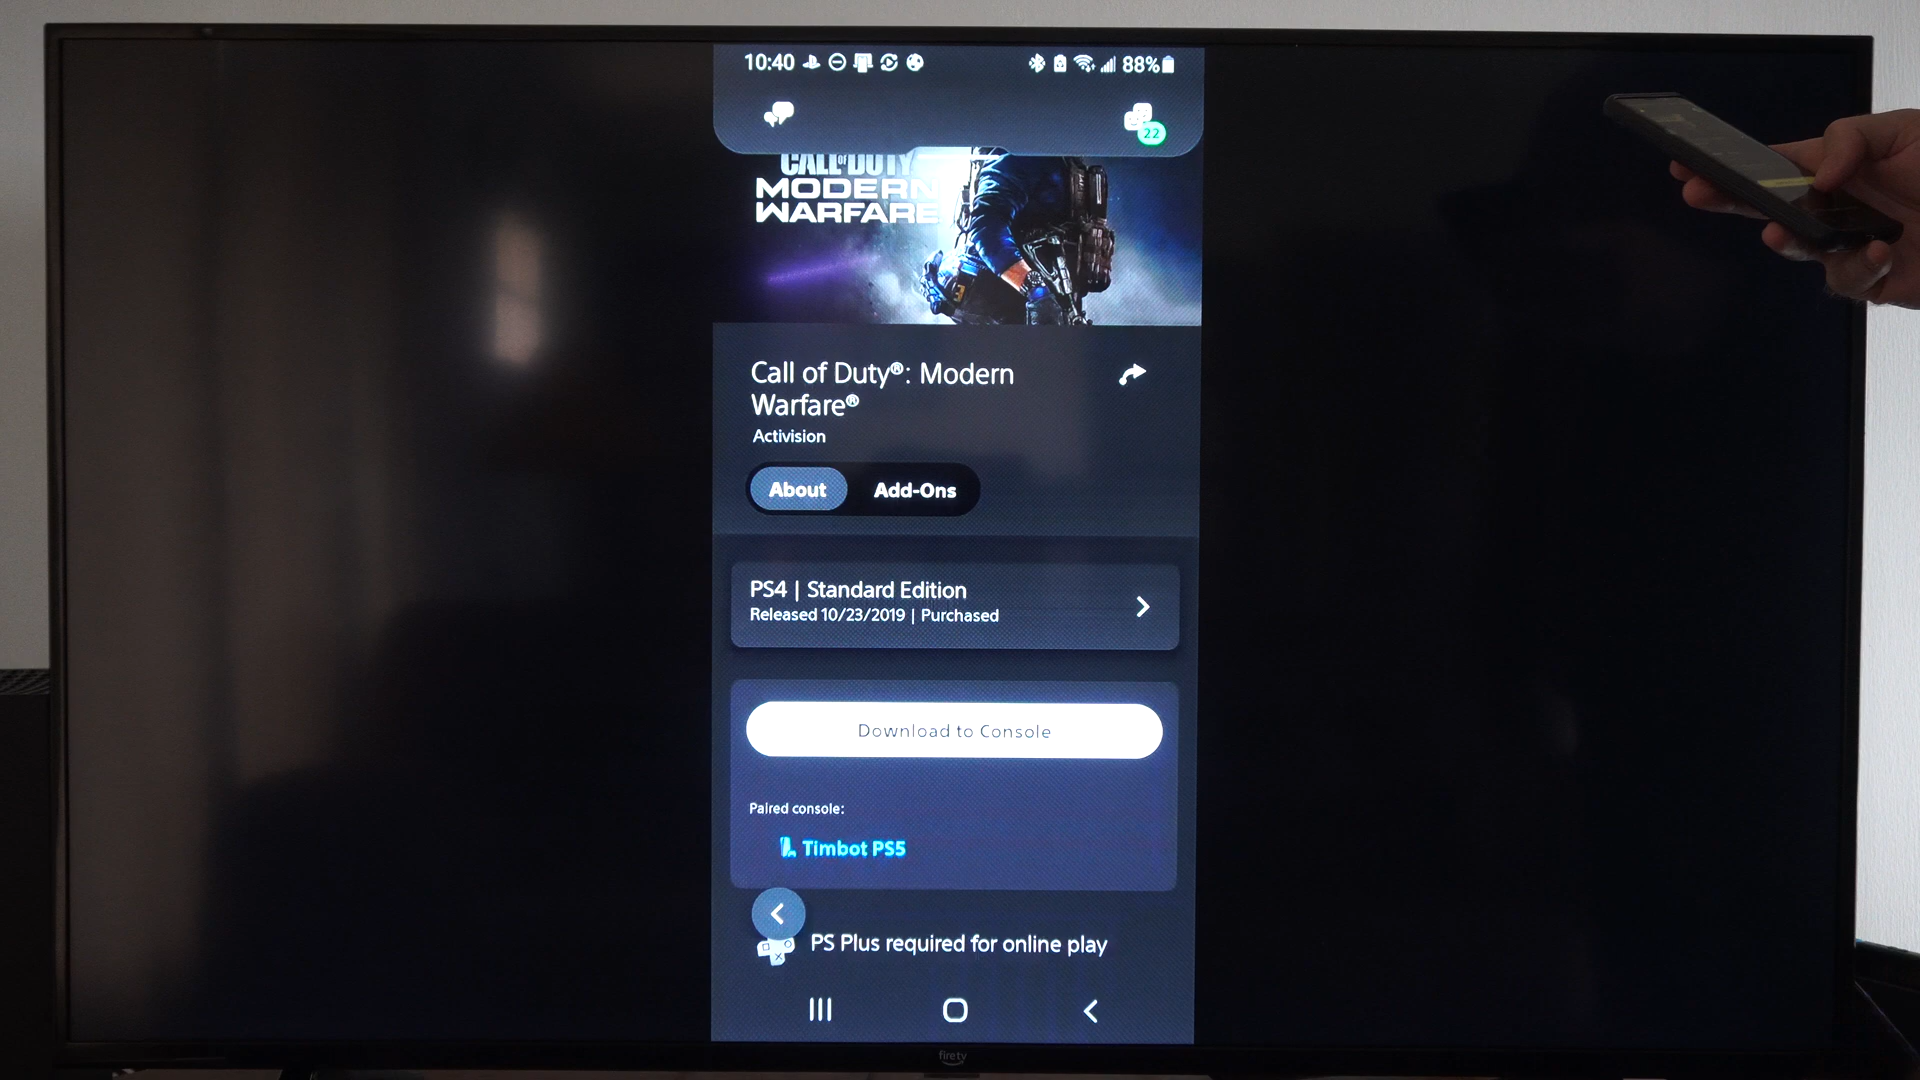 10:40
88%
22
CALL OF DUTY
MODERN
WARFARE
Call of Duty®: Modern
Warfare®
Activision
About
Add-Ons
PS4 | Standard Edition
Released 10/23/2019 | Purchased
Download to Console
Paired console:
Timbot PS5
PS Plus required for online play
fire tv